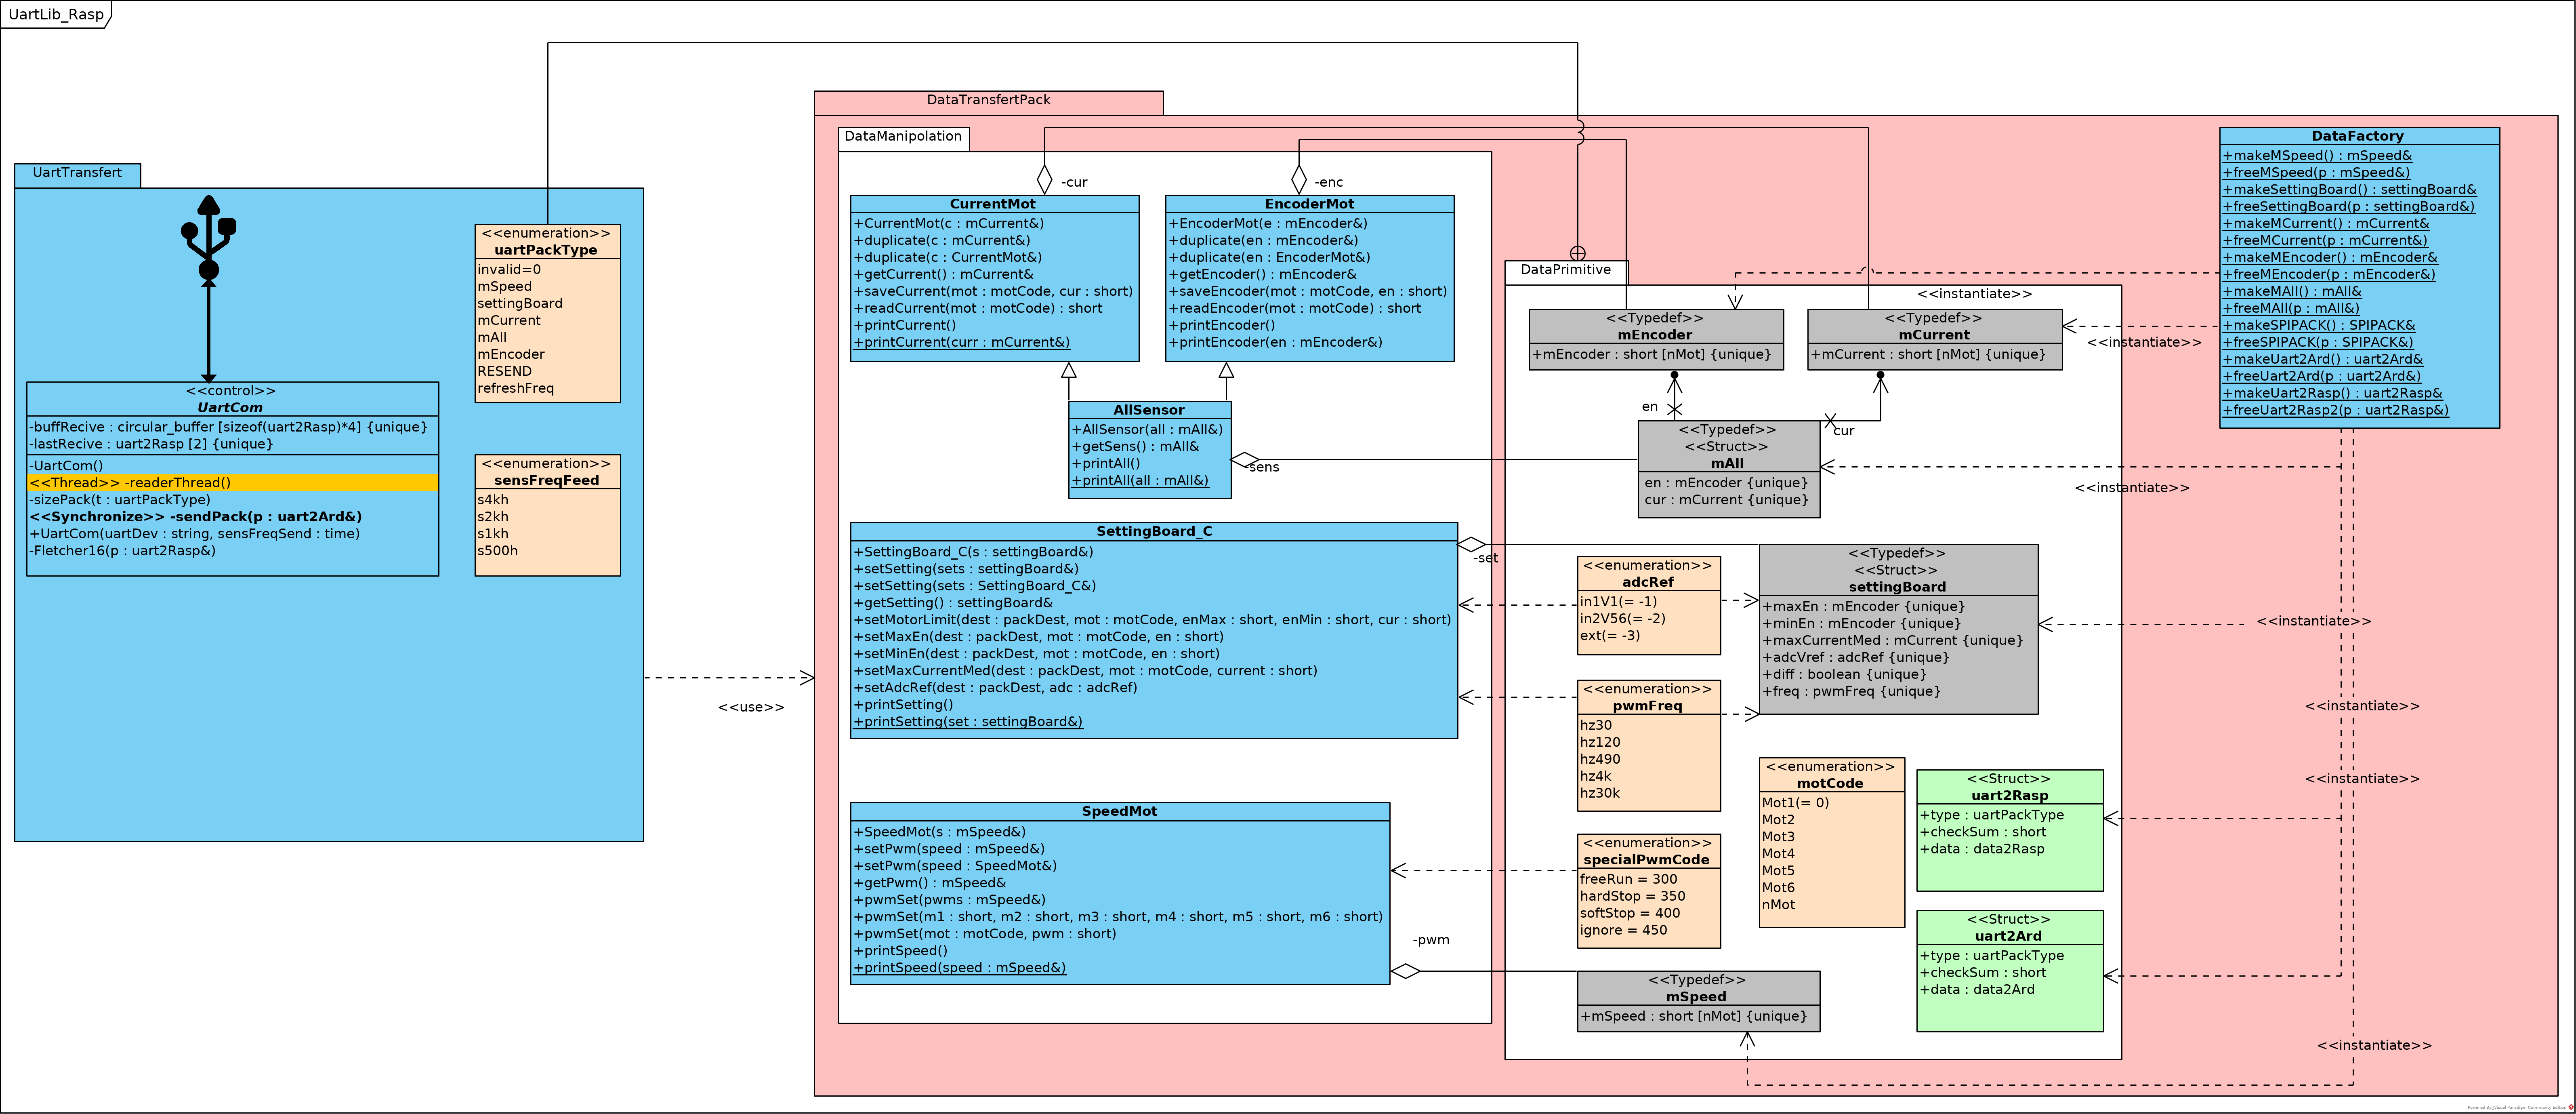 UartLib_Rasp
UartTransfert
<<enumeration>>
uartPackType
invalid=0
mSpeed
settingBoard
mCurrent
mAll
mEncoder
RESEND
refreshFreq
<<control>>
UartCom
-buffRecive : circular_buffer [sizeof(uart2Rasp)*4] {unique}
-lastRecive : uart2Rasp [2] {unique}
-UartCom()
<<Thread>> -readerThread()
-sizePack(t : uartPackType)
<<Synchronize>> -sendPack(p : uart2Ard&)
+UartCom(uartDev : string, sensFreqSend : time)
-Fletcher16(p : uart2Rasp&)
<<enumeration>>
sensFreqFeed
s4kh
s2kh
s1kh
s500h
<<use>>
DataTransfertPack
DataManipolation
-cur
-enc
CurrentMot
+CurrentMot(c : mCurrent&)
+duplicate(c : mCurrent&)
+duplicate(c : CurrentMot&)
+getCurrent() : mCurrent&
+saveCurrent(mot : motCode, cur : short)
+readCurrent(mot : motCode) : short
+printCurrent()
+printCurrent(curr : mCurrent&)
EncoderMot
+EncoderMot(e : mEncoder&)
+duplicate(en : mEncoder&)
+duplicate(en : EncoderMot&)
+getEncoder() : mEncoder&
+saveEncoder(mot : motCode, en : short)
+readEncoder(mot : motCode) : short
+printEncoder()
+printEncoder(en : mEncoder&)
AllSensor
+AllSensor(all : mAll&)
+getSens() : mAll&
+printAll()
+printAll(all : mAll&)
-sens
SettingBoard_C
+SettingBoard_C(s : settingBoard&)
+setSetting(sets : settingBoard&)
+setSetting(sets : SettingBoard_C&)
+getSetting() : settingBoard&
+setMotorLimit(dest : packDest, mot : motCode, enMax : short, enMin : short, cur : short)
+setMaxEn(dest : packDest, mot : motCode, en : short)
+setMinEn(dest : packDest, mot : motCode, en : short)
+setMaxCurrentMed(dest : packDest, mot : motCode, current : short)
+setAdcRef(dest : packDest, adc : adcRef)
+printSetting()
+printSetting(set : settingBoard&)
-set
SpeedMot
+SpeedMot(s : mSpeed&)
+setPwm(speed : mSpeed&)
+setPwm(speed : SpeedMot&)
+getPwm() : mSpeed&
+pwmSet(pwms : mSpeed&)
+pwmSet(m1 : short, m2 : short, m3 : short, m4 : short, m5 : short, m6 : short)
+pwmSet(mot : motCode, pwm : short)
+printSpeed()
+printSpeed(speed : mSpeed&)
-pwm
DataPrimitive
<<instantiate>>
<<Typedef>>
mEncoder
+mEncoder : short [nMot] {unique}
<<Typedef>>
mCurrent
+mCurrent : short [nMot] {unique}
<<instantiate>>
en
cur
<<Typedef>>
<<Struct>>
mAll
en : mEncoder {unique}
cur : mCurrent {unique}
<<instantiate>>
<<enumeration>>
adcRef
in1V1(= -1)
in2V56(= -2)
ext(= -3)
<<Typedef>>
<<Struct>>
settingBoard
+maxEn : mEncoder {unique}
+minEn : mEncoder {unique}
+maxCurrentMed : mCurrent {unique}
+adcVref : adcRef {unique}
+diff : boolean {unique}
+freq : pwmFreq {unique}
<<instantiate>>
<<enumeration>>
pwmFreq
hz30
hz120
hz490
hz4k
hz30k
<<instantiate>>
<<enumeration>>
motCode
Mot1(= 0)
Mot2
Mot3
Mot4
Mot5
Mot6
nMot
<<Struct>>
uart2Rasp
+type : uartPackType
+checkSum : short
+data : data2Rasp
<<instantiate>>
<<enumeration>>
specialPwmCode
freeRun = 300
hardStop = 350
softStop = 400
ignore = 450
<<Struct>>
uart2Ard
+type : uartPackType
+checkSum : short
+data : data2Ard
<<Typedef>>
mSpeed
+mSpeed : short [nMot] {unique}
<<instantiate>>
DataFactory
+makeMSpeed() : mSpeed&
+freeMSpeed(p : mSpeed&)
+makeSettingBoard() : settingBoard&
+freeSettingBoard(p : settingBoard&)
+makeMCurrent() : mCurrent&
+freeMCurrent(p : mCurrent&)
+makeMEncoder() : mEncoder&
+freeMEncoder(p : mEncoder&)
+makeMAll() : mAll&
+freeMAll(p : mAll&)
+makeSPIPACK() : SPIPACK&
+freeSPIPACK(p : SPIPACK&)
+makeUart2Ard() : uart2Ard&
+freeUart2Ard(p : uart2Ard&)
+makeUart2Rasp() : uart2Rasp&
+freeUart2Rasp2(p : uart2Rasp&)
Powered By Visual Paradigm Community Edition